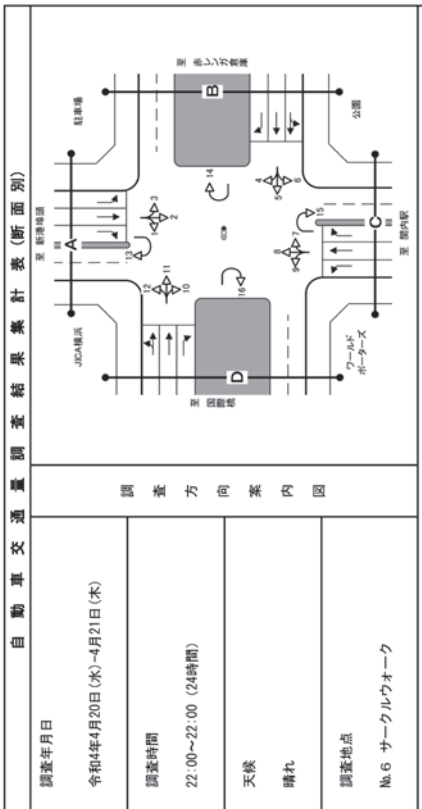 自動車交通量調査結果集計表(断面別)
調査年月日
令和4年4月20日(水)-4月21日(木)
調査時間
22:00~22:00 (24時間)
天候
晴れ
調査地点
№6 サークルウォーク
調査方向案内図
至 新港埠頭
A
JICA横浜
駐車場
至 赤レンガ倉庫
B
公園
至 関内駅
C
ワールド
ポーターズ
至 国際橋
D
1
2
3
4
5
6
7
8
9
10
11
12
13
14
15
16